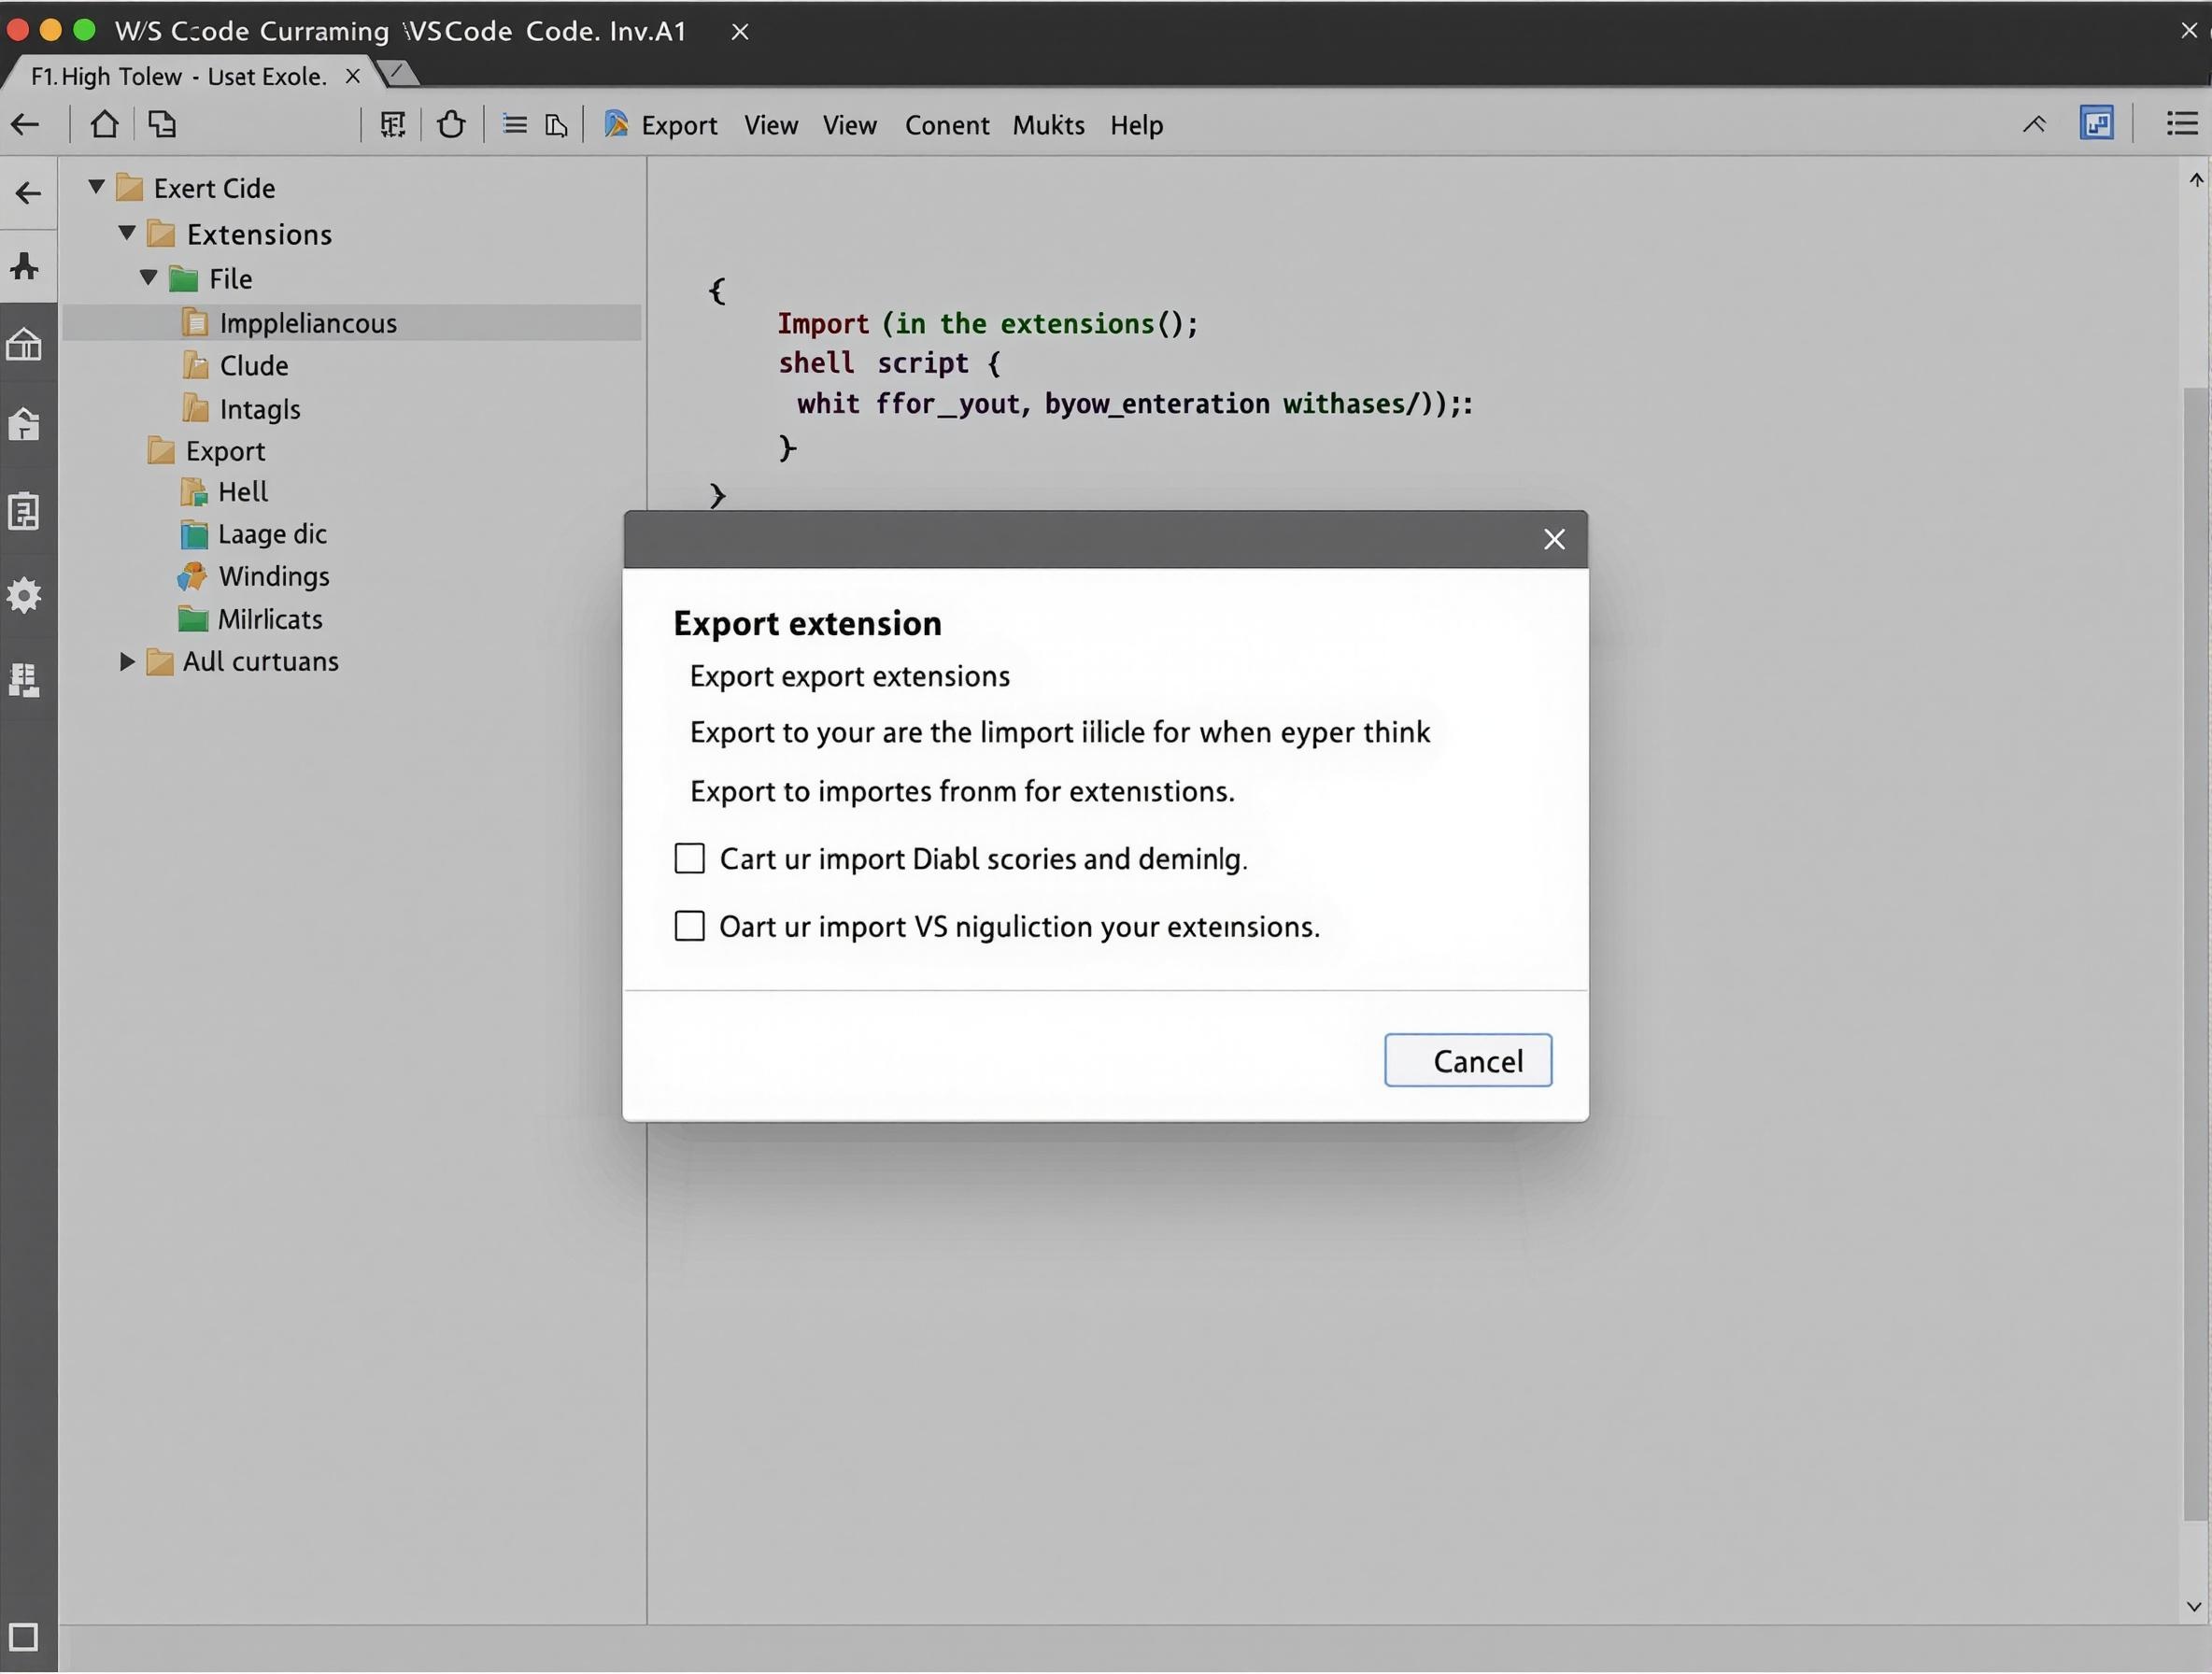 W/S Ccode Curraming \VSCode Code. Inv.A1
F1.High Tolew - Usat Exole.
Export View View Conent Mukts Help
Exert Cide
Extensions
File
Imppleliancous
Clude
Intagls
Export
Hell
Laage dic
Windings
Milrlicats
Aul curtuans
{
Import (in the extensions();
shell script {
whit ffor_yout, byow_enteration withases/));:
}
}
Export extension
Export export extensions
Export to your are the limport iilicle for when eyper think
Export to importes fronm for extenistions.
Cart ur import Diabl scories and deminlg.
Oart ur import VS niguliction your exteinsions.
Cancel